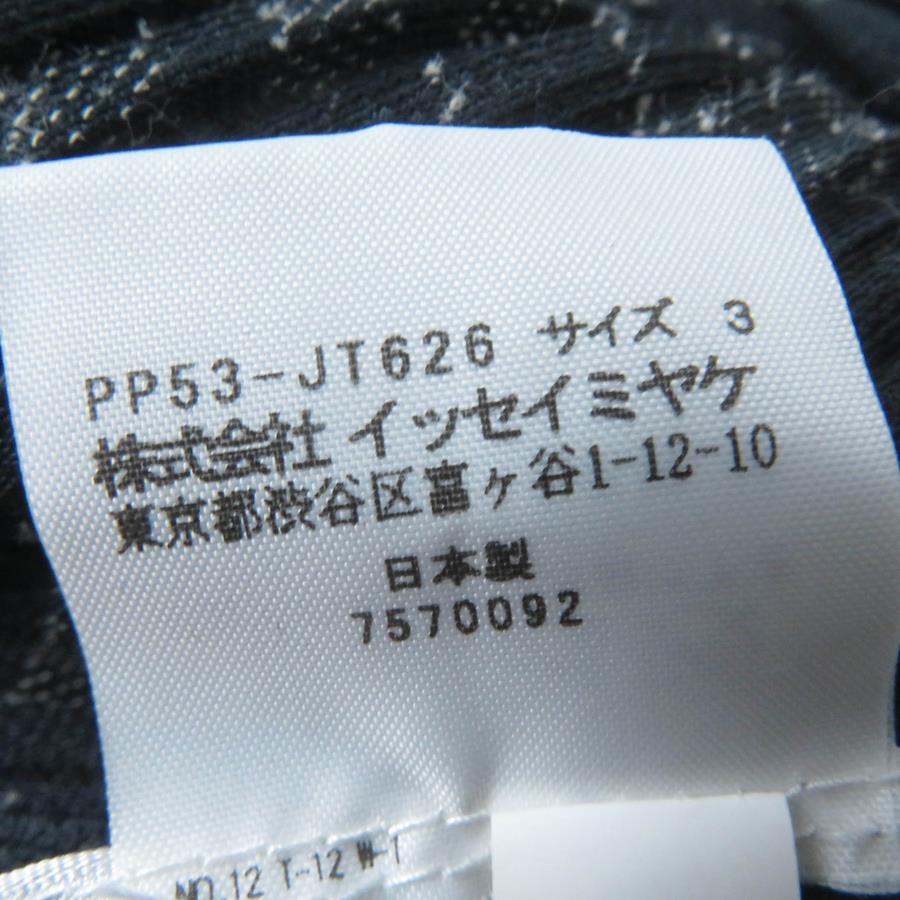 PP53-JT626 サイズ 3
株式会社 イッセイミヤケ
東京都渋谷区富ヶ谷1-12-10
日本製
7570092
NO.12 T-12 W-1